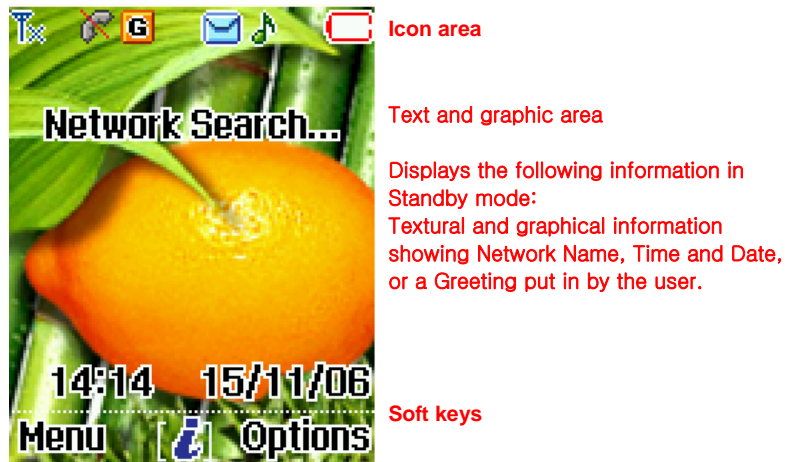 G
Icon area
Network Search...
Text and graphic area
Displays the following information in
Standby mode:
Textural and graphical information
showing Network Name, Time and Date,
or a Greeting put in by the user.
14:14 15/11/06
Soft keys
Menu [i] Options